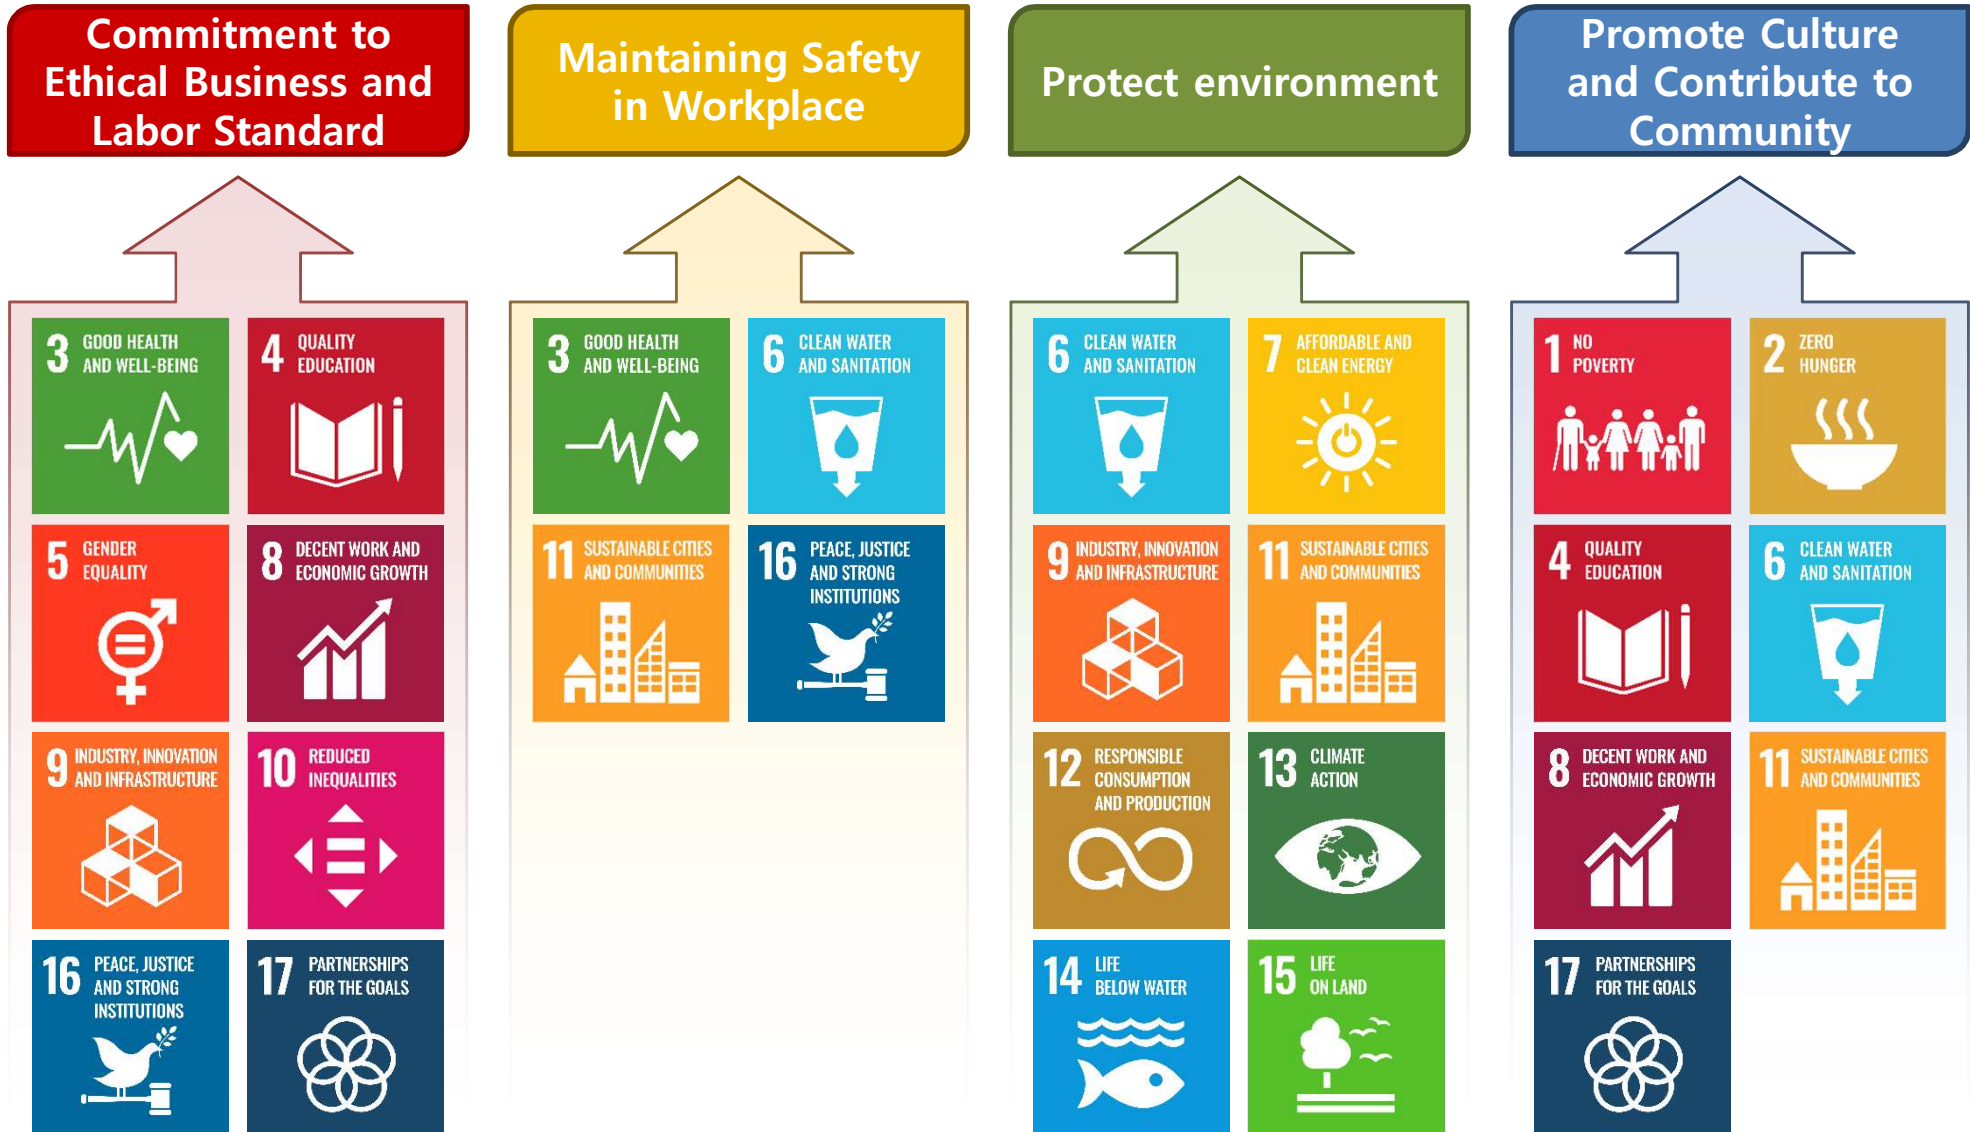 Commitment to
Ethical Business and
Labor Standard
3 GOOD HEALTH
AND WELL-BEING
4 QUALITY
EDUCATION
5 GENDER
EQUALITY
8 DECENT WORK AND
ECONOMIC GROWTH
9 INDUSTRY, INNOVATION
AND INFRASTRUCTURE
10 REDUCED
INEQUALITIES
16 PEACE, JUSTICE
AND STRONG
INSTITUTIONS
17 PARTNERSHIPS
FOR THE GOALS
Maintaining Safety
in Workplace
3 GOOD HEALTH
AND WELL-BEING
6 CLEAN WATER
AND SANITATION
11 SUSTAINABLE CITIES
AND COMMUNITIES
16 PEACE, JUSTICE
AND STRONG
INSTITUTIONS
Protect environment
6 CLEAN WATER
AND SANITATION
7 AFFORDABLE AND
CLEAN ENERGY
9 INDUSTRY, INNOVATION
AND INFRASTRUCTURE
11 SUSTAINABLE CITIES
AND COMMUNITIES
12 RESPONSIBLE
CONSUMPTION
AND PRODUCTION
13 CLIMATE
ACTION
14 LIFE
BELOW WATER
15 LIFE
ON LAND
Promote Culture
and Contribute to
Community
1 NO
POVERTY
2 ZERO
HUNGER
4 QUALITY
EDUCATION
6 CLEAN WATER
AND SANITATION
8 DECENT WORK AND
ECONOMIC GROWTH
11 SUSTAINABLE CITIES
AND COMMUNITIES
17 PARTNERSHIPS
FOR THE GOALS